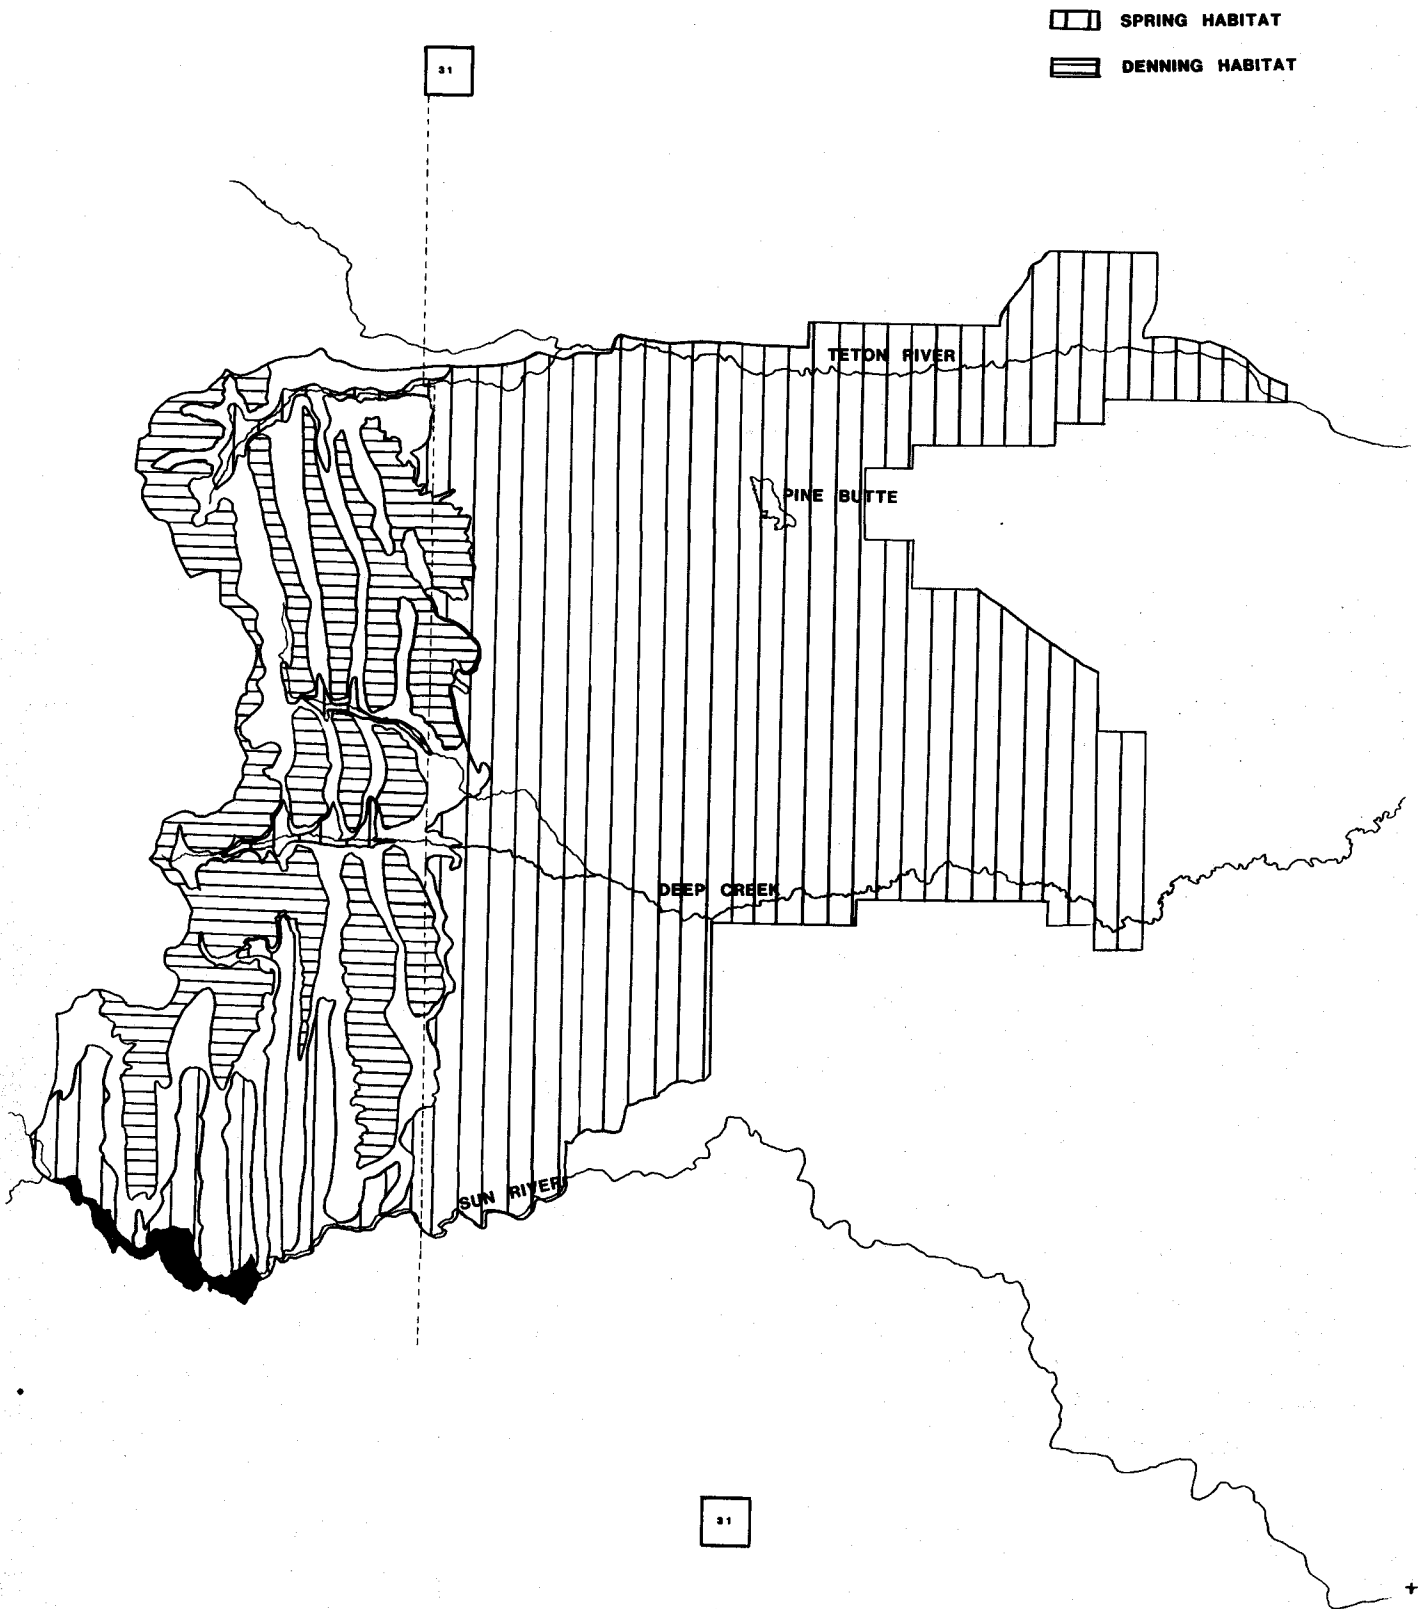 SPRING HABITAT
31
DENNING HABITAT
TETON RIVER
PINE BUTTE
DEEP CREEK
SUN RIVER
31